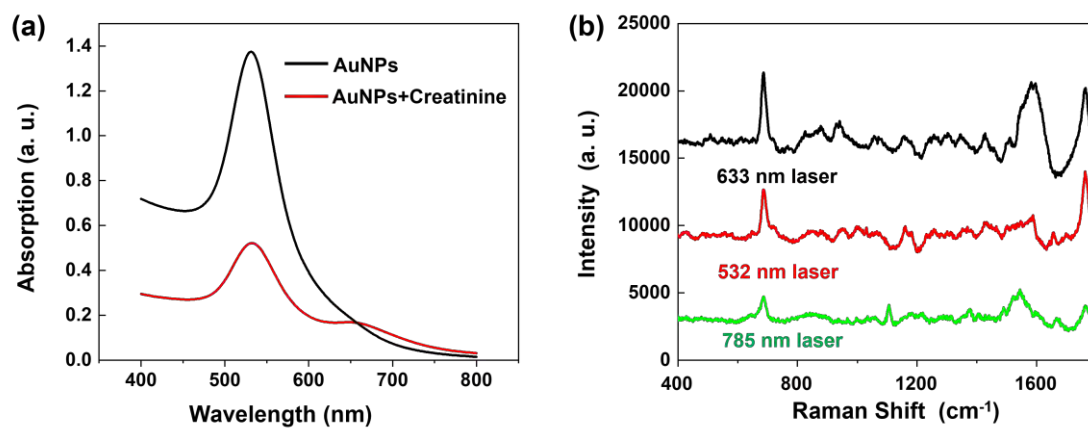 (a)
1.4
1.2
1.0
0.8
0.6
0.4
0.2
0.0
Absorption (a. u.)
AuNPs
AuNPs+Creatinine
400 500 600 700 800
Wavelength (nm)
(b)
25000
20000
15000
10000
5000
0
Intensity (a. u.)
633 nm laser
532 nm laser
785 nm laser
400 800 1200 1600
Raman Shift (cm⁻¹)